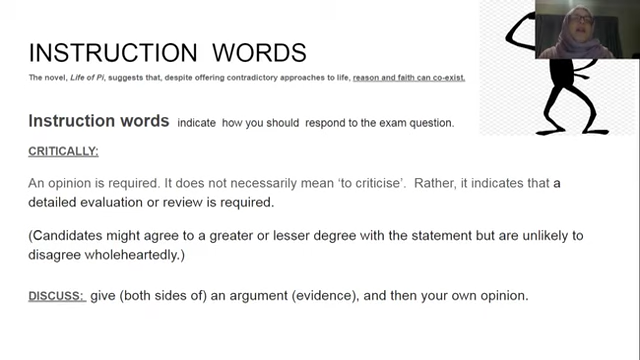 INSTRUCTION WORDS
The novel, Life of Pi, suggests that, despite offering contradictory approaches to life, reason and faith can co-exist.
Instruction words indicate how you should respond to the exam question.
CRITICALLY:
An opinion is required. It does not necessarily mean ‘to criticise’. Rather, it indicates that a
detailed evaluation or review is required.
(Candidates might agree to a greater or lesser degree with the statement but are unlikely to
disagree wholeheartedly.)
DISCUSS: give (both sides of) an argument (evidence), and then your own opinion.